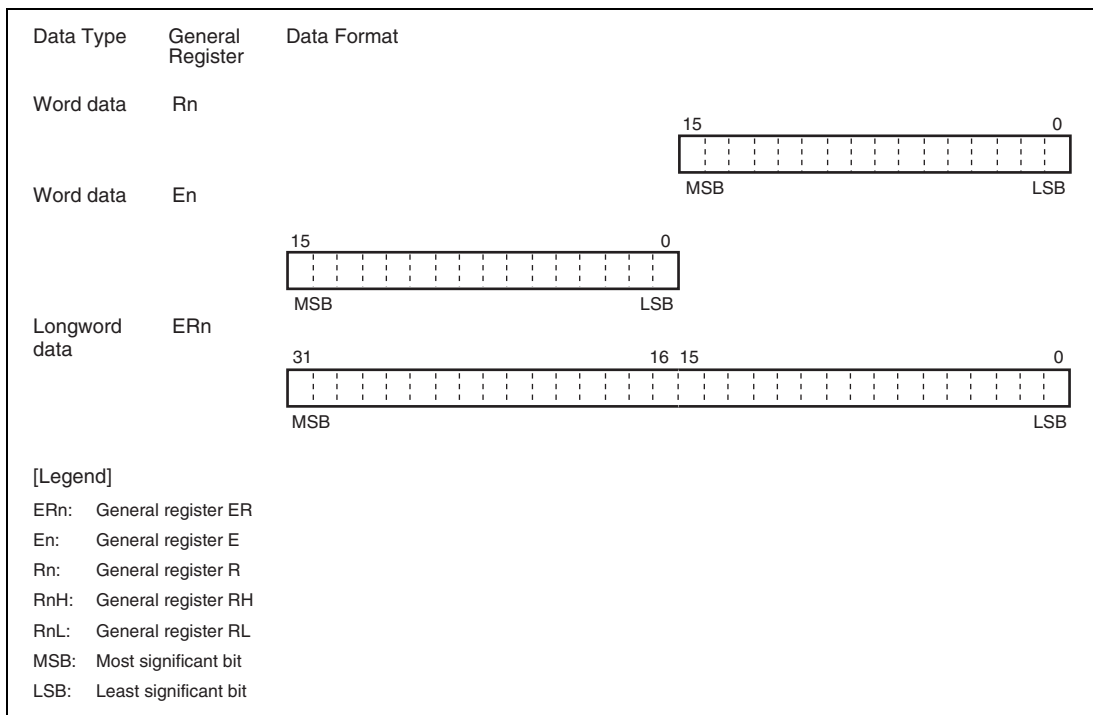 Data Type General Register Data Format
Word data Rn
15 0
MSB LSB
Word data En
15 0
MSB LSB
Longword data ERn
31 16 15 0
MSB LSB
[Legend]
ERn: General register ER
En: General register E
Rn: General register R
RnH: General register RH
RnL: General register RL
MSB: Most significant bit
LSB: Least significant bit